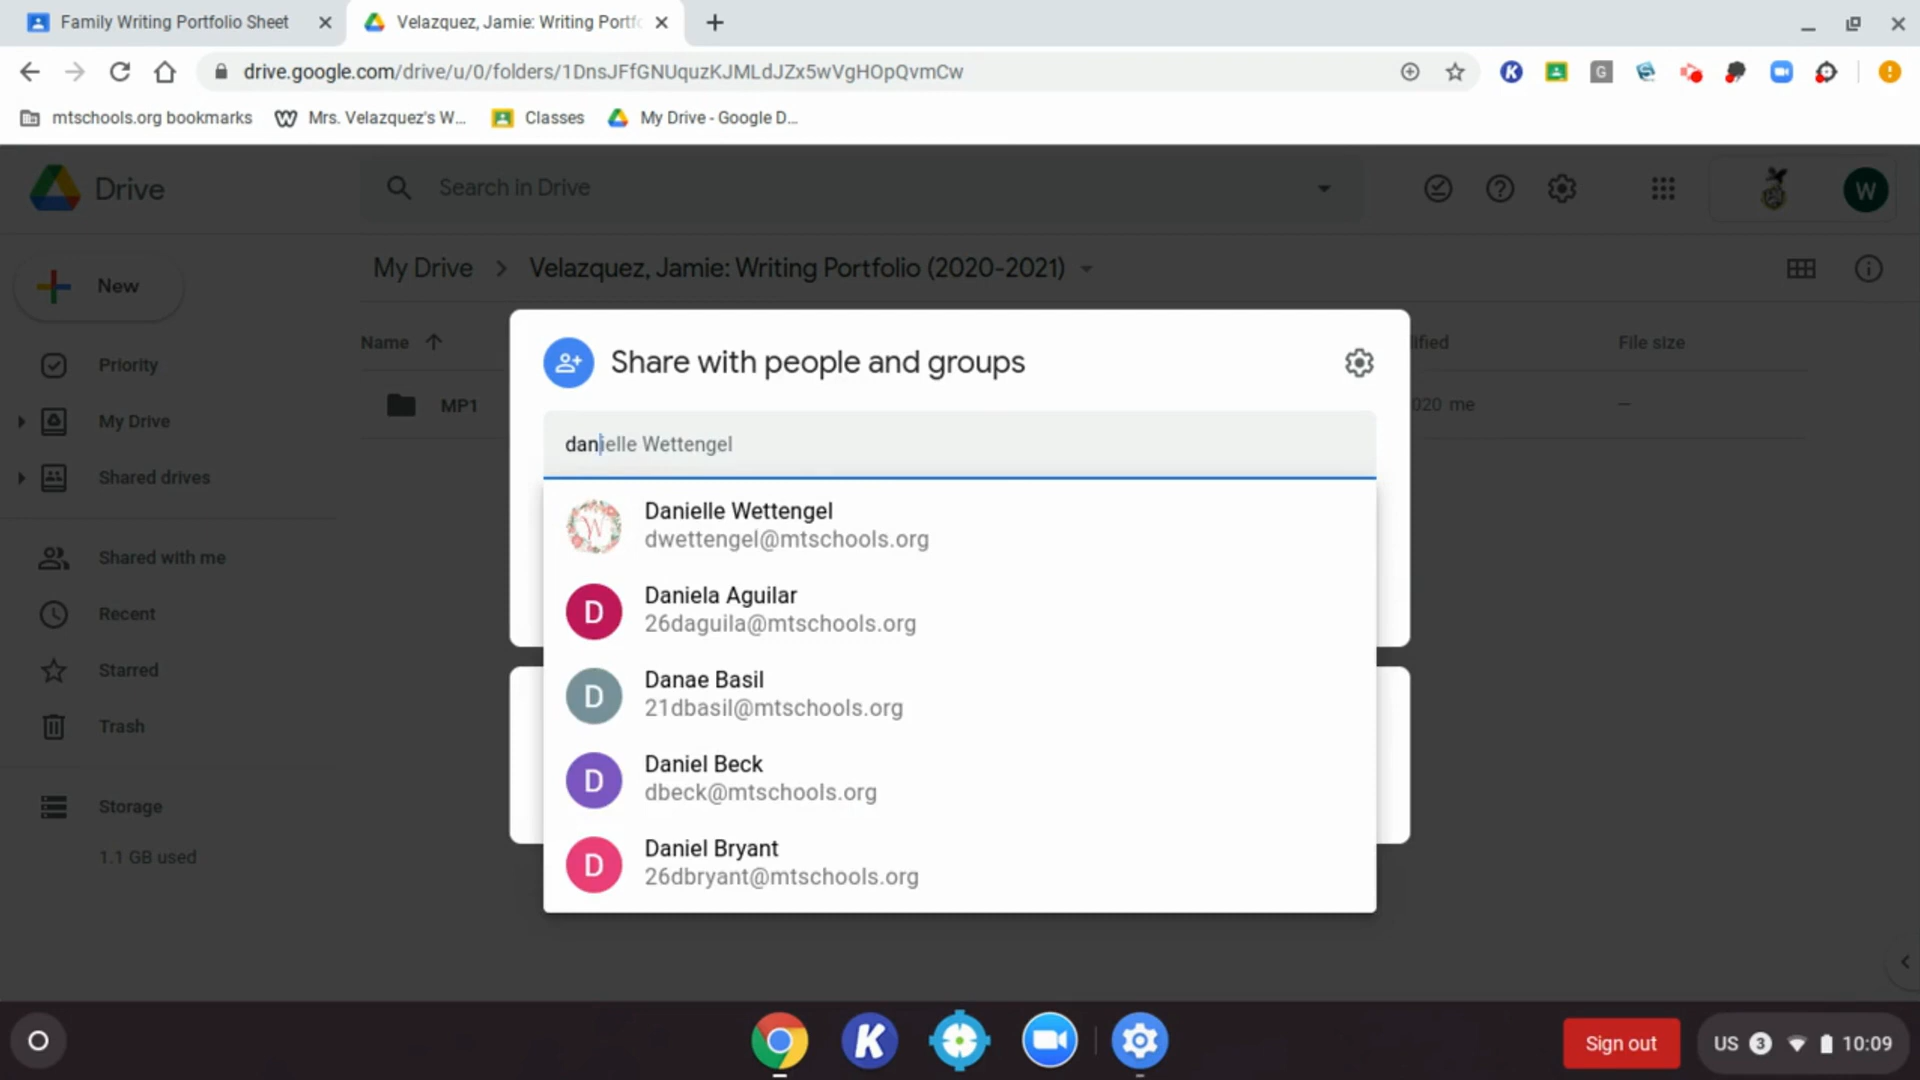 Family Writing Portfolio Sheet
Velazquez, Jamie: Writing Portfo
drive.google.com/drive/u/0/folders/1DnsJFfGNUquzKJMLdJZx5wVgHOpQvmCw
mtschools.org bookmarks
Mrs. Velazquez's W...
Classes
My Drive - Google D...
Drive
Search in Drive
W
New
My Drive
Velazquez, Jamie: Writing Portfolio (2020-2021)
Name
ified
File size
Priority
My Drive
Shared drives
Shared with me
Recent
Starred
Trash
Storage
1.1 GB used
MP1
020 me
–
Share with people and groups
danielle Wettengel
Danielle Wettengel
dwettengel@mtschools.org
D
Daniela Aguilar
26daguila@mtschools.org
D
Danae Basil
21dbasil@mtschools.org
D
Daniel Beck
dbeck@mtschools.org
D
Daniel Bryant
26dbryant@mtschools.org
K
Sign out
US 3 10:09